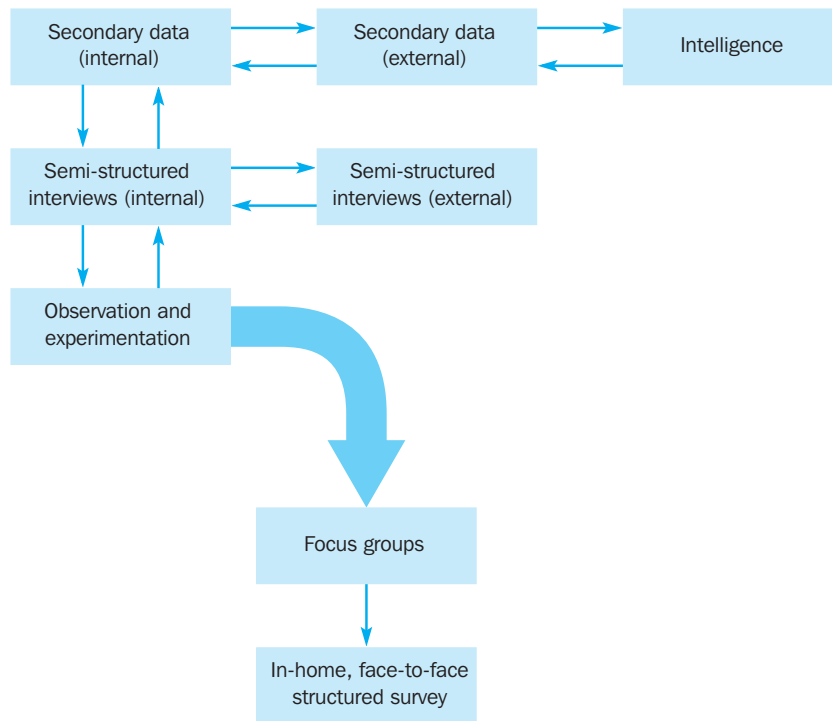 Secondary data
(internal)
Secondary data
(external)
Intelligence
Semi-structured
interviews (internal)
Semi-structured
interviews (external)
Observation and
experimentation
Focus groups
In-home, face-to-face
structured survey